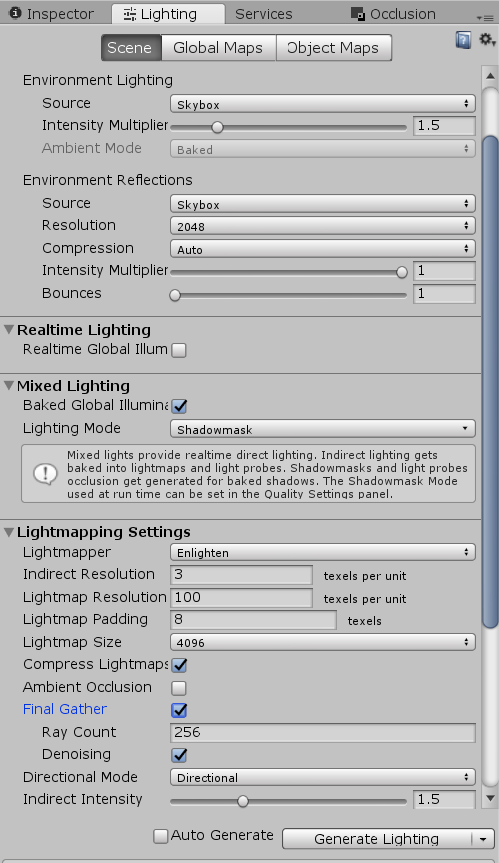 Inspector Lighting Services Occlusion
Scene Global Maps Object Maps
Environment Lighting
Source Skybox
Intensity Multiplier 1.5
Ambient Mode Baked
Environment Reflections
Source Skybox
Resolution 2048
Compression Auto
Intensity Multiplier 1
Bounces 1
Realtime Lighting
Realtime Global Illum
Mixed Lighting
Baked Global Illumina
Lighting Mode Shadowmask
Mixed lights provide realtime direct lighting. Indirect lighting gets
baked into lightmaps and light probes. Shadowmasks and light probes
occlusion get generated for baked shadows. The Shadowmask Mode
used at run time can be set in the Quality Settings panel.
Lightmapping Settings
Lightmapper Enlighten
Indirect Resolution 3 texels per unit
Lightmap Resolution 100 texels per unit
Lightmap Padding 8 texels
Lightmap Size 4096
Compress Lightmaps
Ambient Occlusion
Final Gather
Ray Count 256
Denoising
Directional Mode Directional
Indirect Intensity 1.5
Auto Generate Generate Lighting